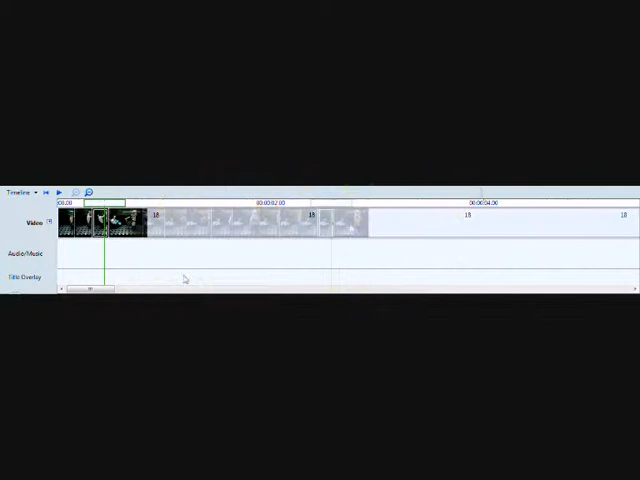 Timeline
:00.00 00:00:02.00 00:00:04.00
Video 18 18 18 18
Audio/Music
Title Overlay